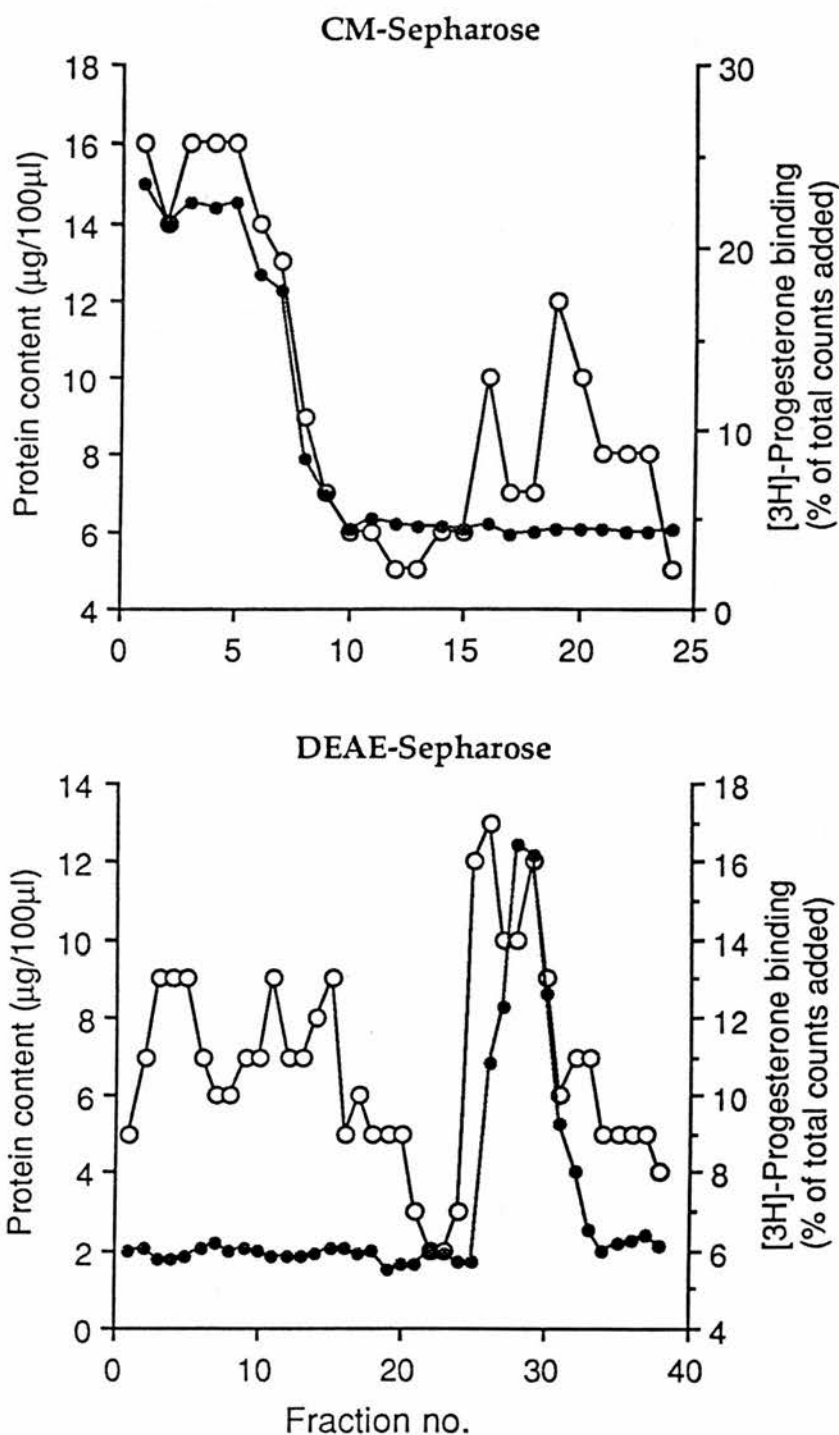 CM-Sepharose
18
16
14
12
10
8
6
4
Protein content (µg/100µl)
30
20
10
0
[3H]-Progesterone binding
(% of total counts added)
0 5 10 15 20 25
DEAE-Sepharose
14
12
10
8
6
4
2
0
Protein content (µg/100µl)
18
16
14
12
10
8
6
4
[3H]-Progesterone binding
(% of total counts added)
0 10 20 30 40
Fraction no.